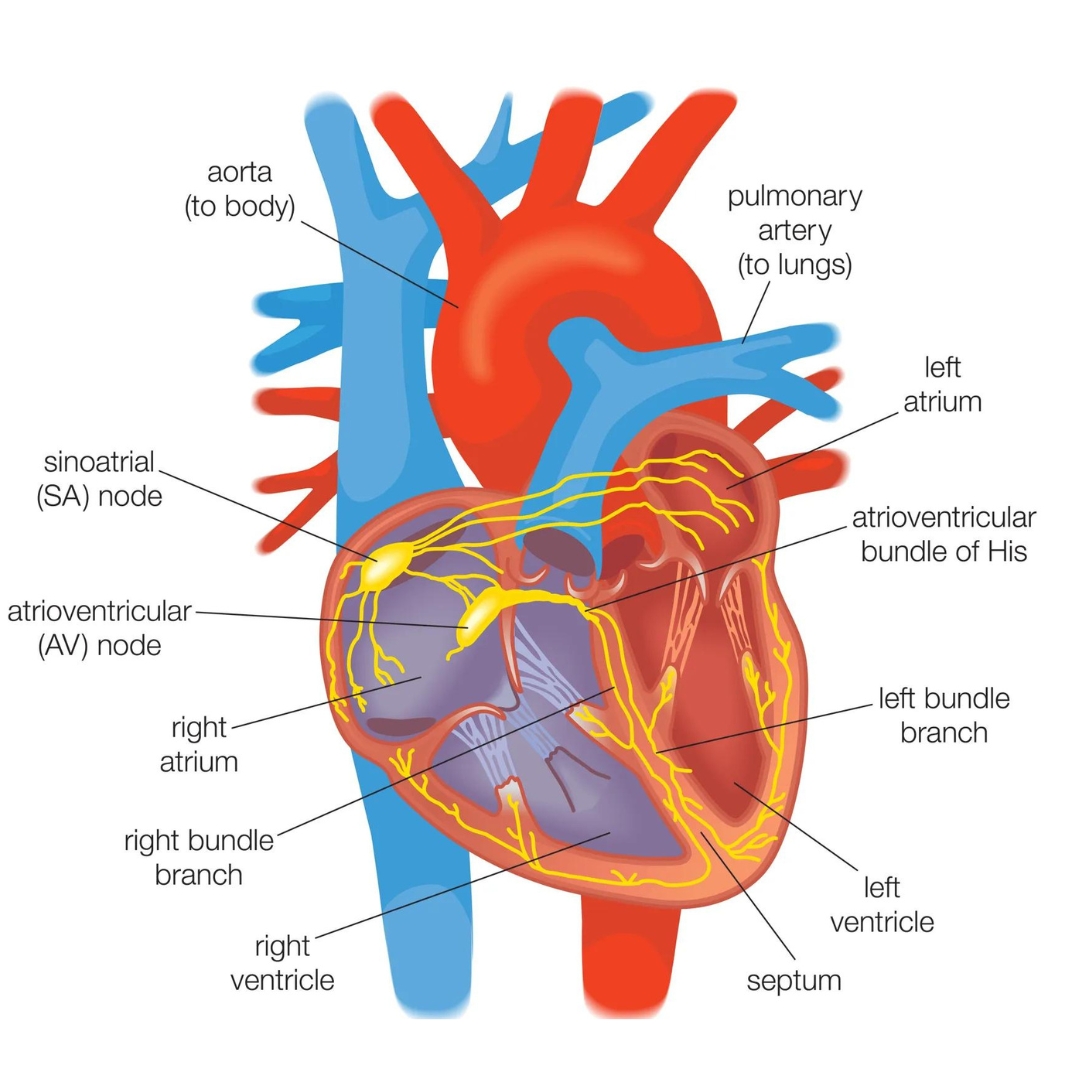 aorta
(to body)
pulmonary
artery
(to lungs)
left
atrium
sinoatrial
(SA) node
atrioventricular
bundle of His
atrioventricular
(AV) node
left bundle
branch
right
atrium
right bundle
branch
left
ventricle
right
ventricle
septum